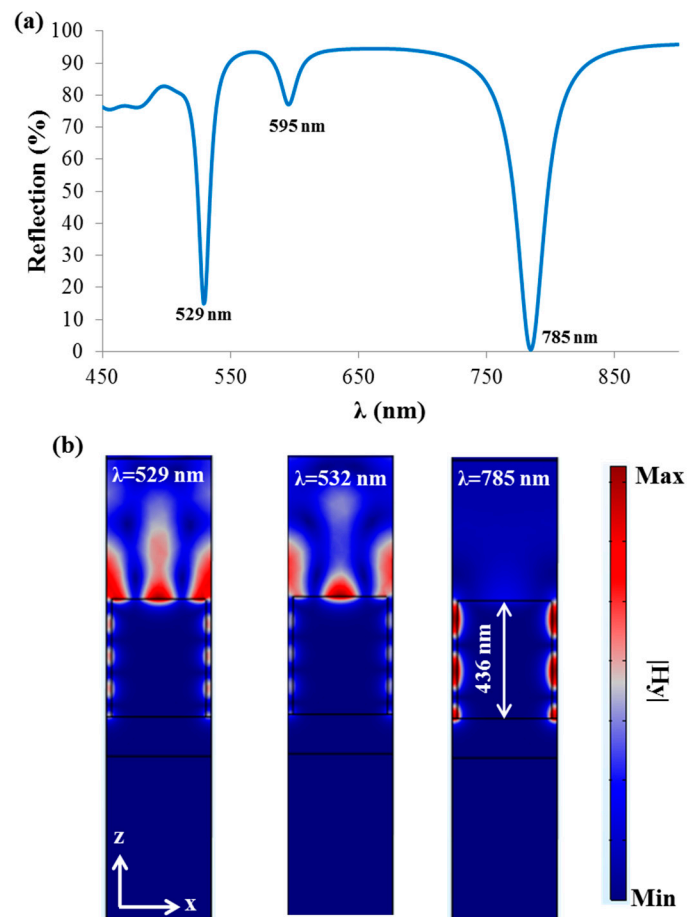 (a)
Reflection (%)
100
90
80
70
60
50
40
30
20
10
0
595 nm
529 nm
785 nm
450
550
650
750
850
λ (nm)
(b)
λ=529 nm
λ=532 nm
λ=785 nm
Max
436 nm
|Hy|
z
x
Min